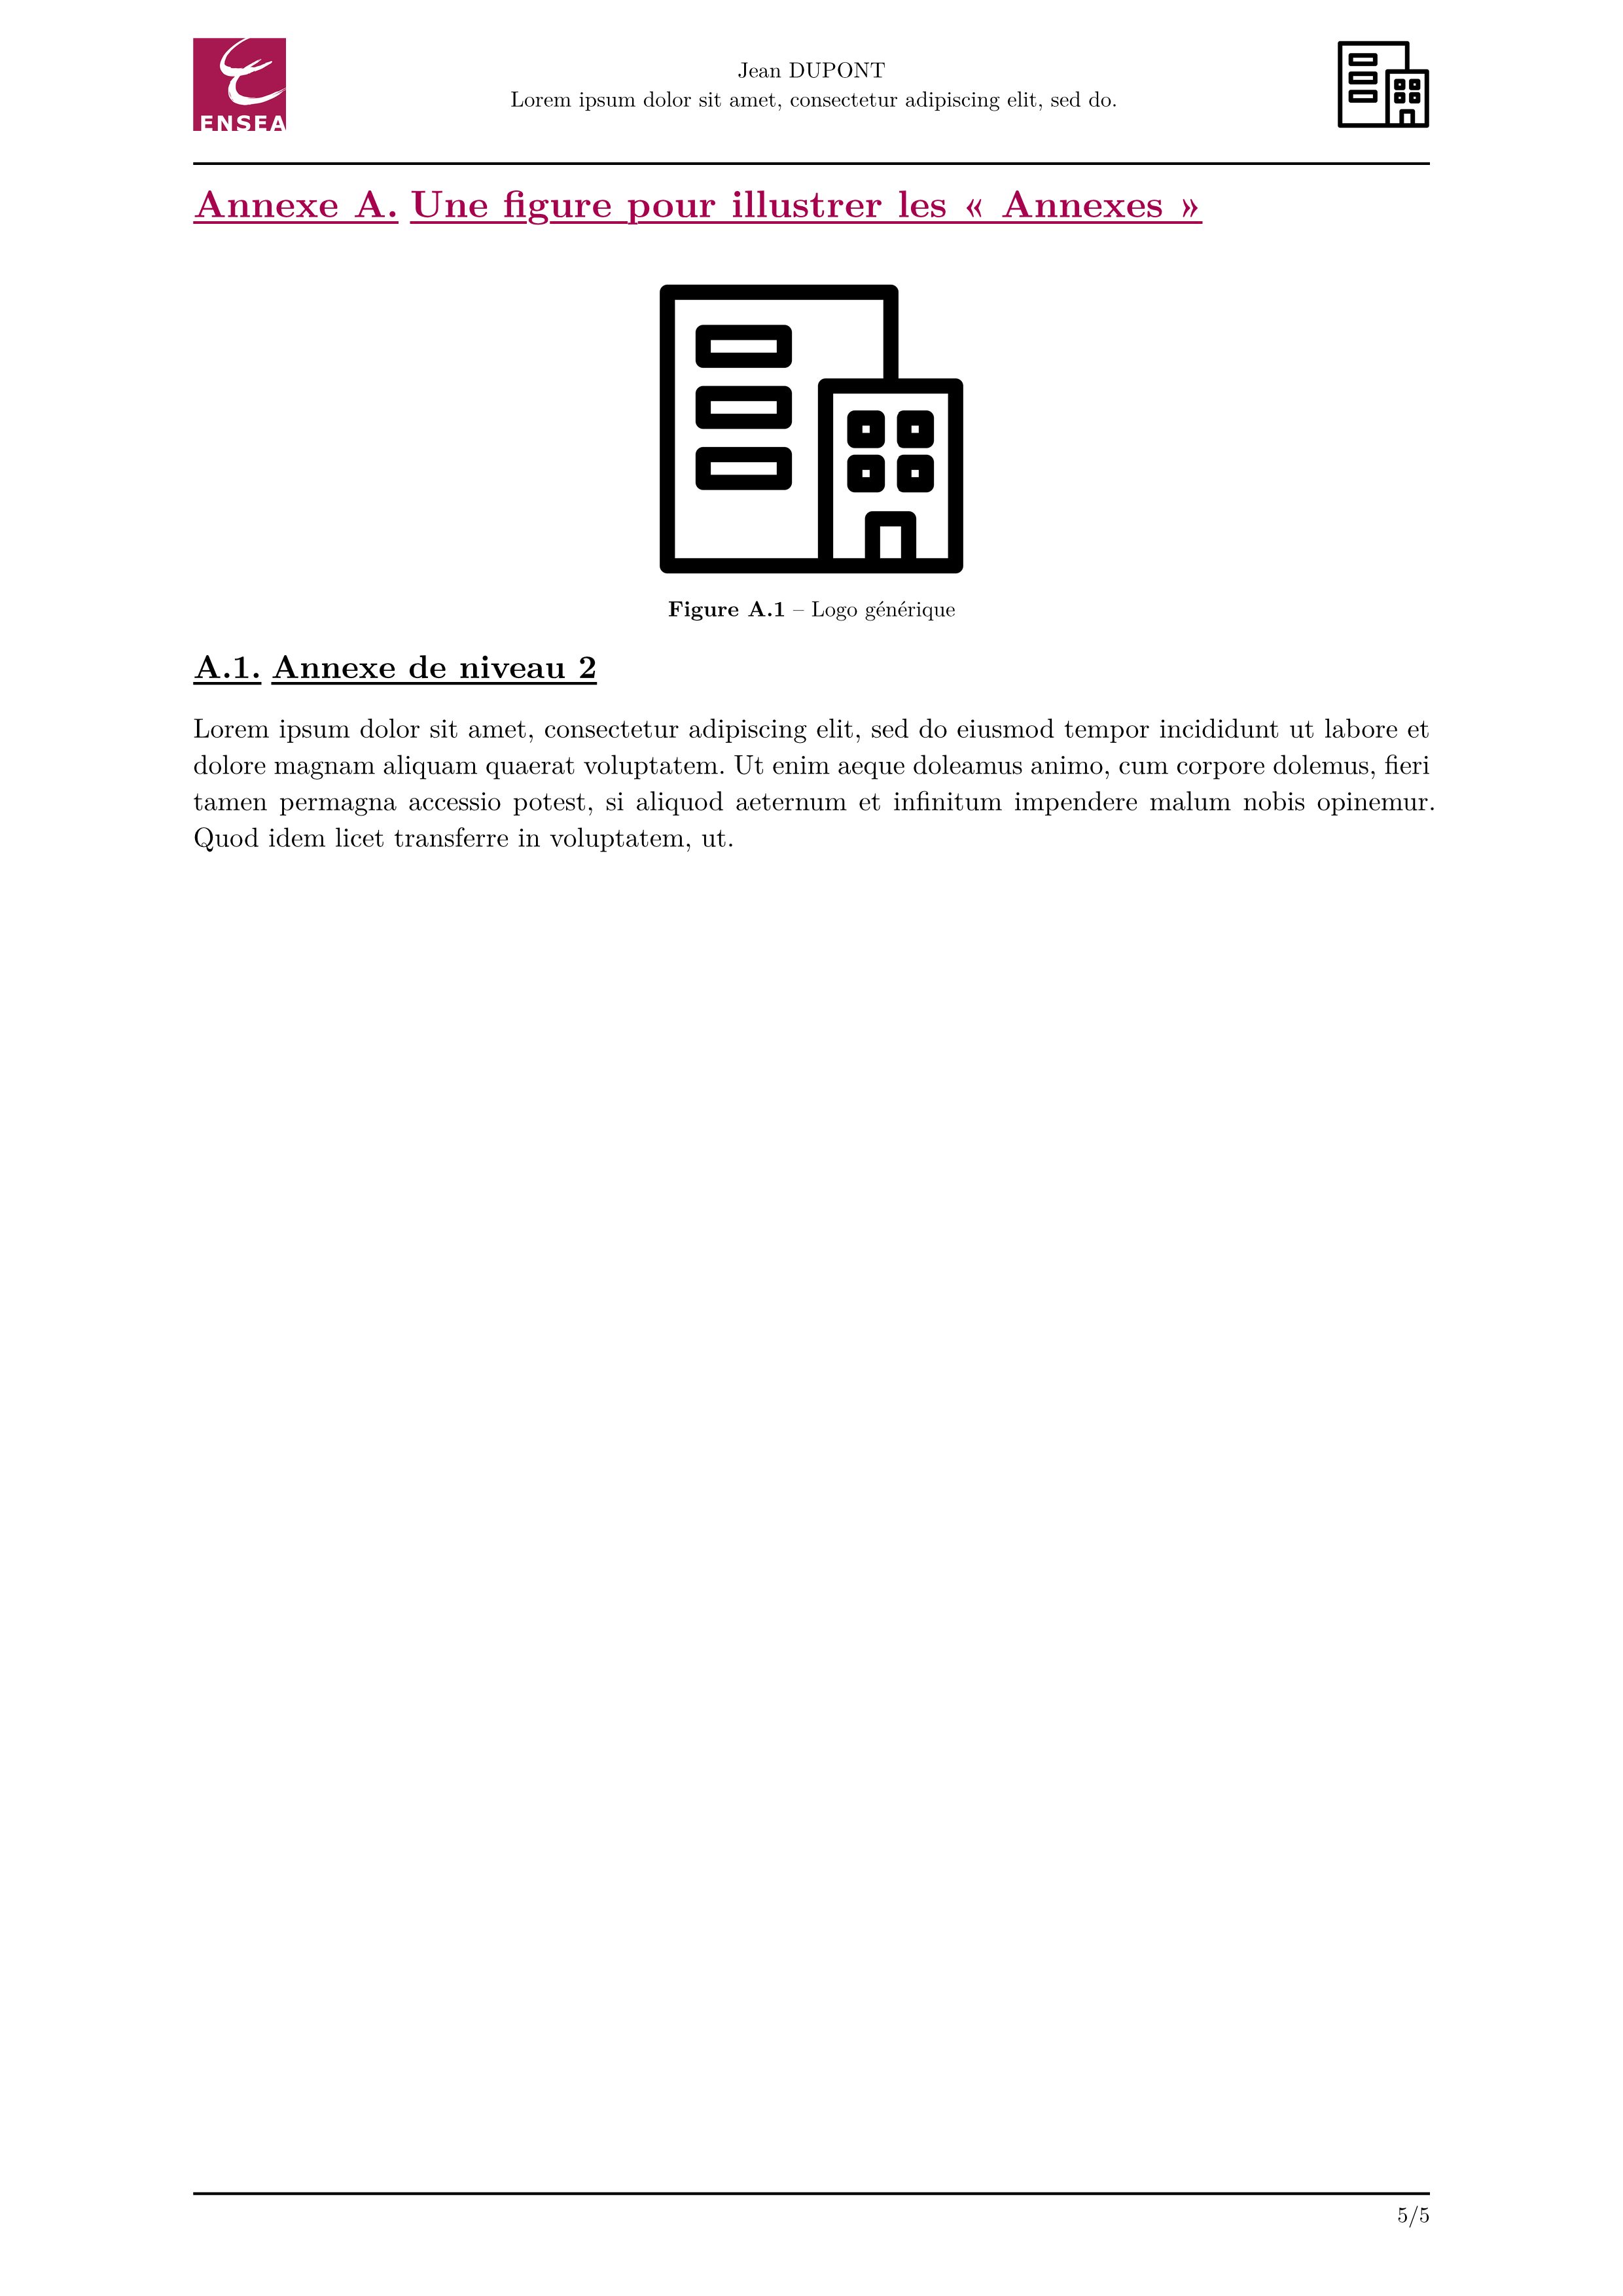 ENSEA
Jean DUPONT
Lorem ipsum dolor sit amet, consectetur adipiscing elit, sed do.
Annexe A. Une figure pour illustrer les « Annexes »
Figure A.1 – Logo générique
A.1. Annexe de niveau 2
Lorem ipsum dolor sit amet, consectetur adipiscing elit, sed do eiusmod tempor incididunt ut labore et
dolore magnam aliquam quaerat voluptatem. Ut enim aeque doleamus animo, cum corpore dolemus, fieri
tamen permagna accessio potest, si aliquod aeternum et infinitum impendere malum nobis opinemur.
Quod idem licet transferre in voluptatem, ut.
5/5